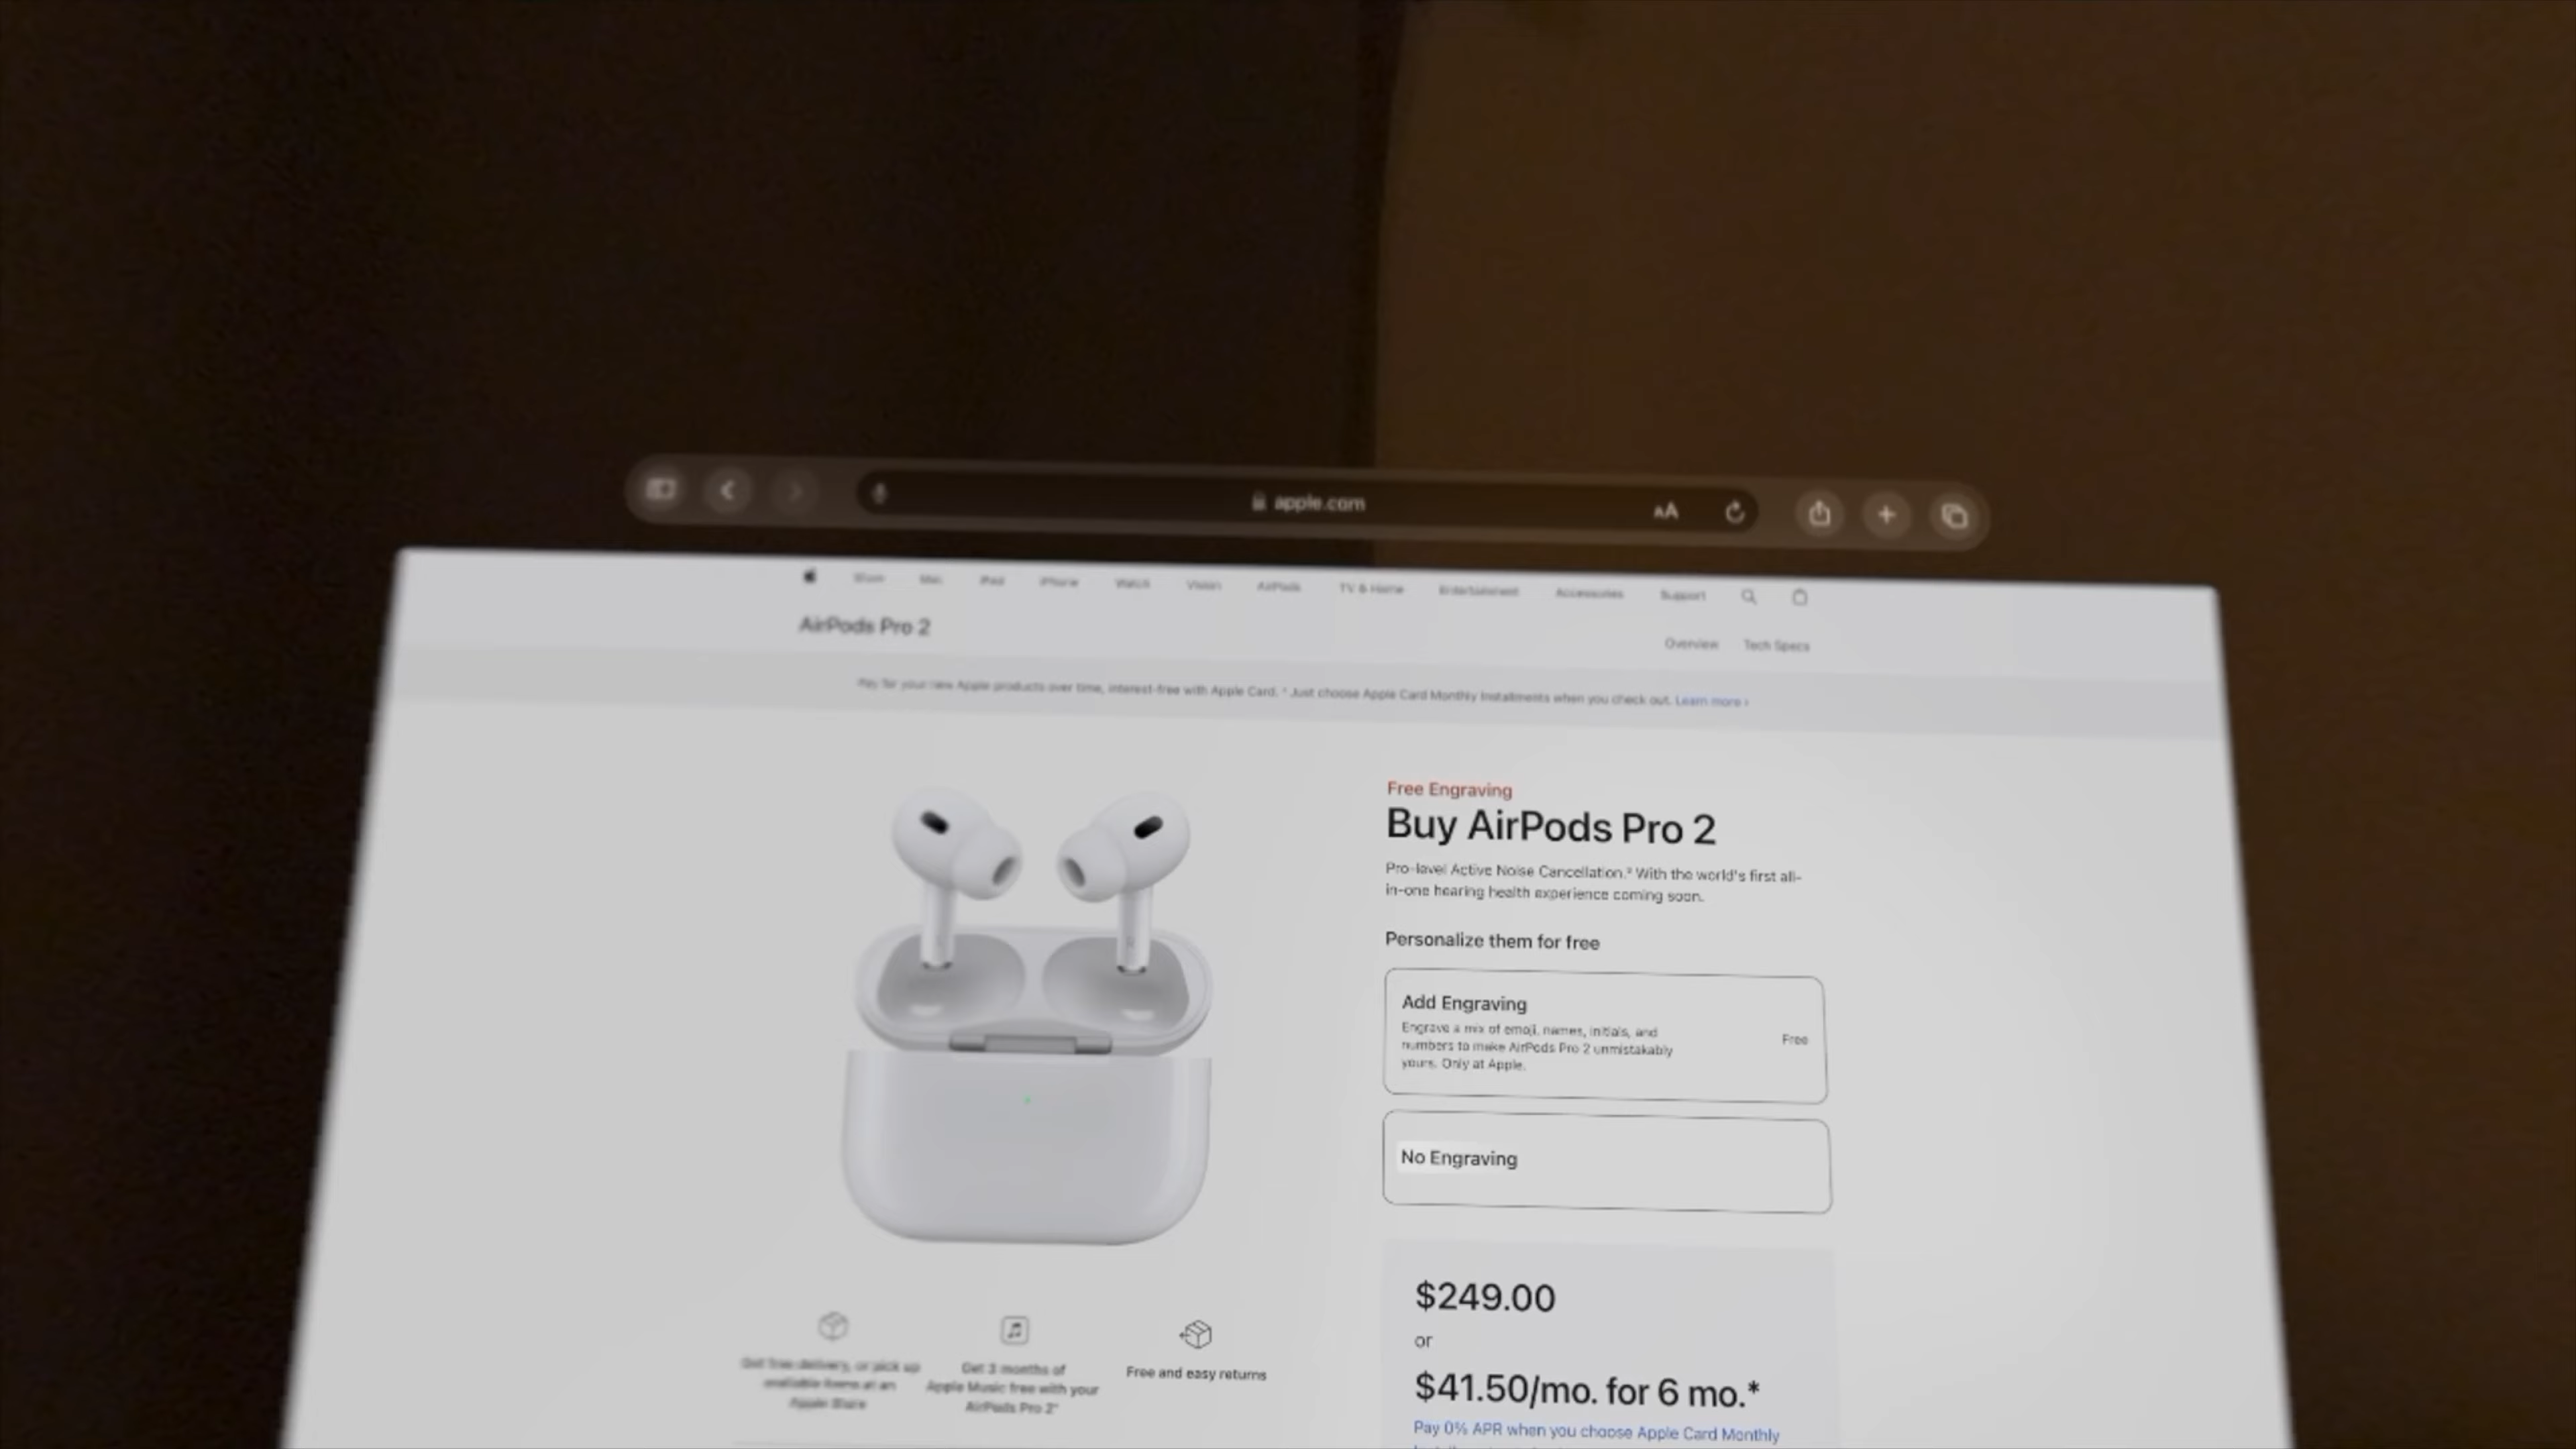 apple.com
AA
Store Mac iPad iPhone Watch Vision AirPods TV & Home Entertainment Accessories Support
AirPods Pro 2
Overview Tech Specs
Pay for your new Apple products over time, interest-free with Apple Card. Just choose Apple Card Monthly Installments when you check out. Learn more ›
Free Engraving
Buy AirPods Pro 2
Pro-level Active Noise Cancellation.² With the world's first all-
in-one hearing health experience coming soon.
Personalize them for free
Add Engraving
Engrave a mix of emoji, names, initials, and
numbers to make AirPods Pro 2 unmistakably
yours. Only at Apple.
Free
No Engraving
$249.00
or
$41.50/mo. for 6 mo.*
Pay 0% APR when you choose Apple Card Monthly
Get free delivery, or pick up
available items at an
Apple Store
Get 3 months of
Apple Music free with your
AirPods Pro 2
Free and easy returns